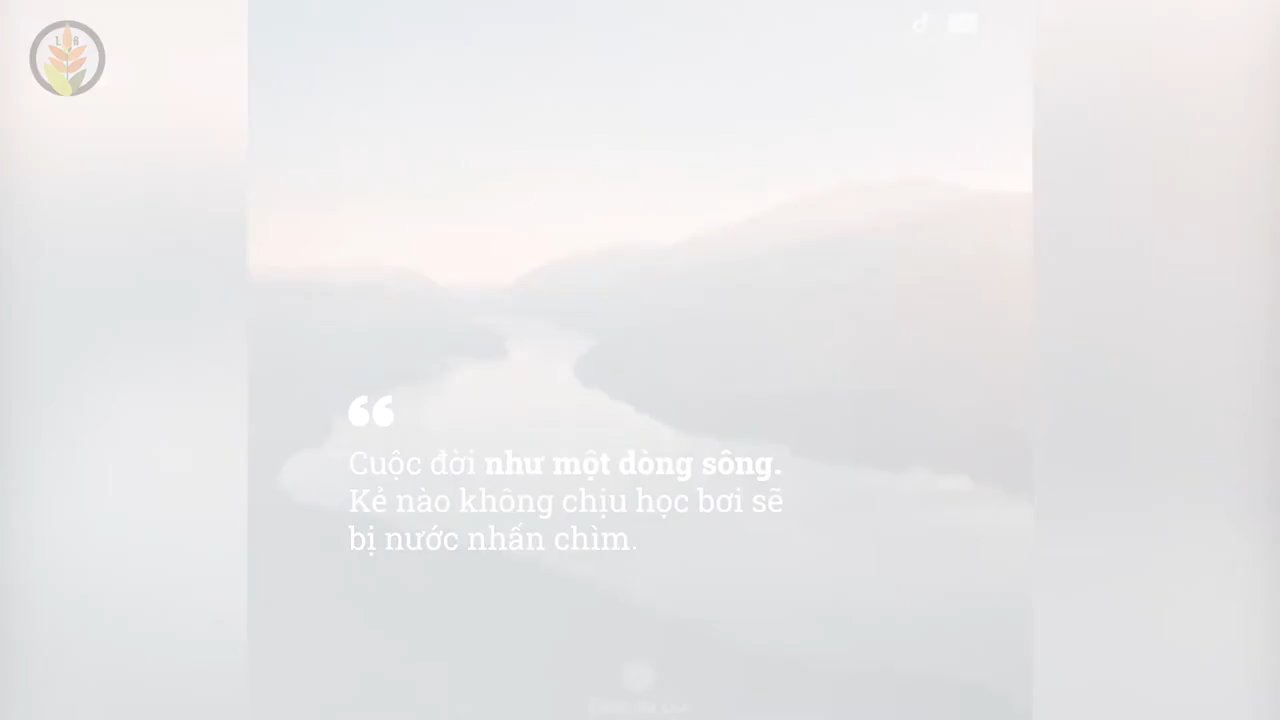 L A
“
Cuộc đời như một dòng sông.
Kẻ nào không chịu học bơi sẽ
bị nước nhấn chìm.